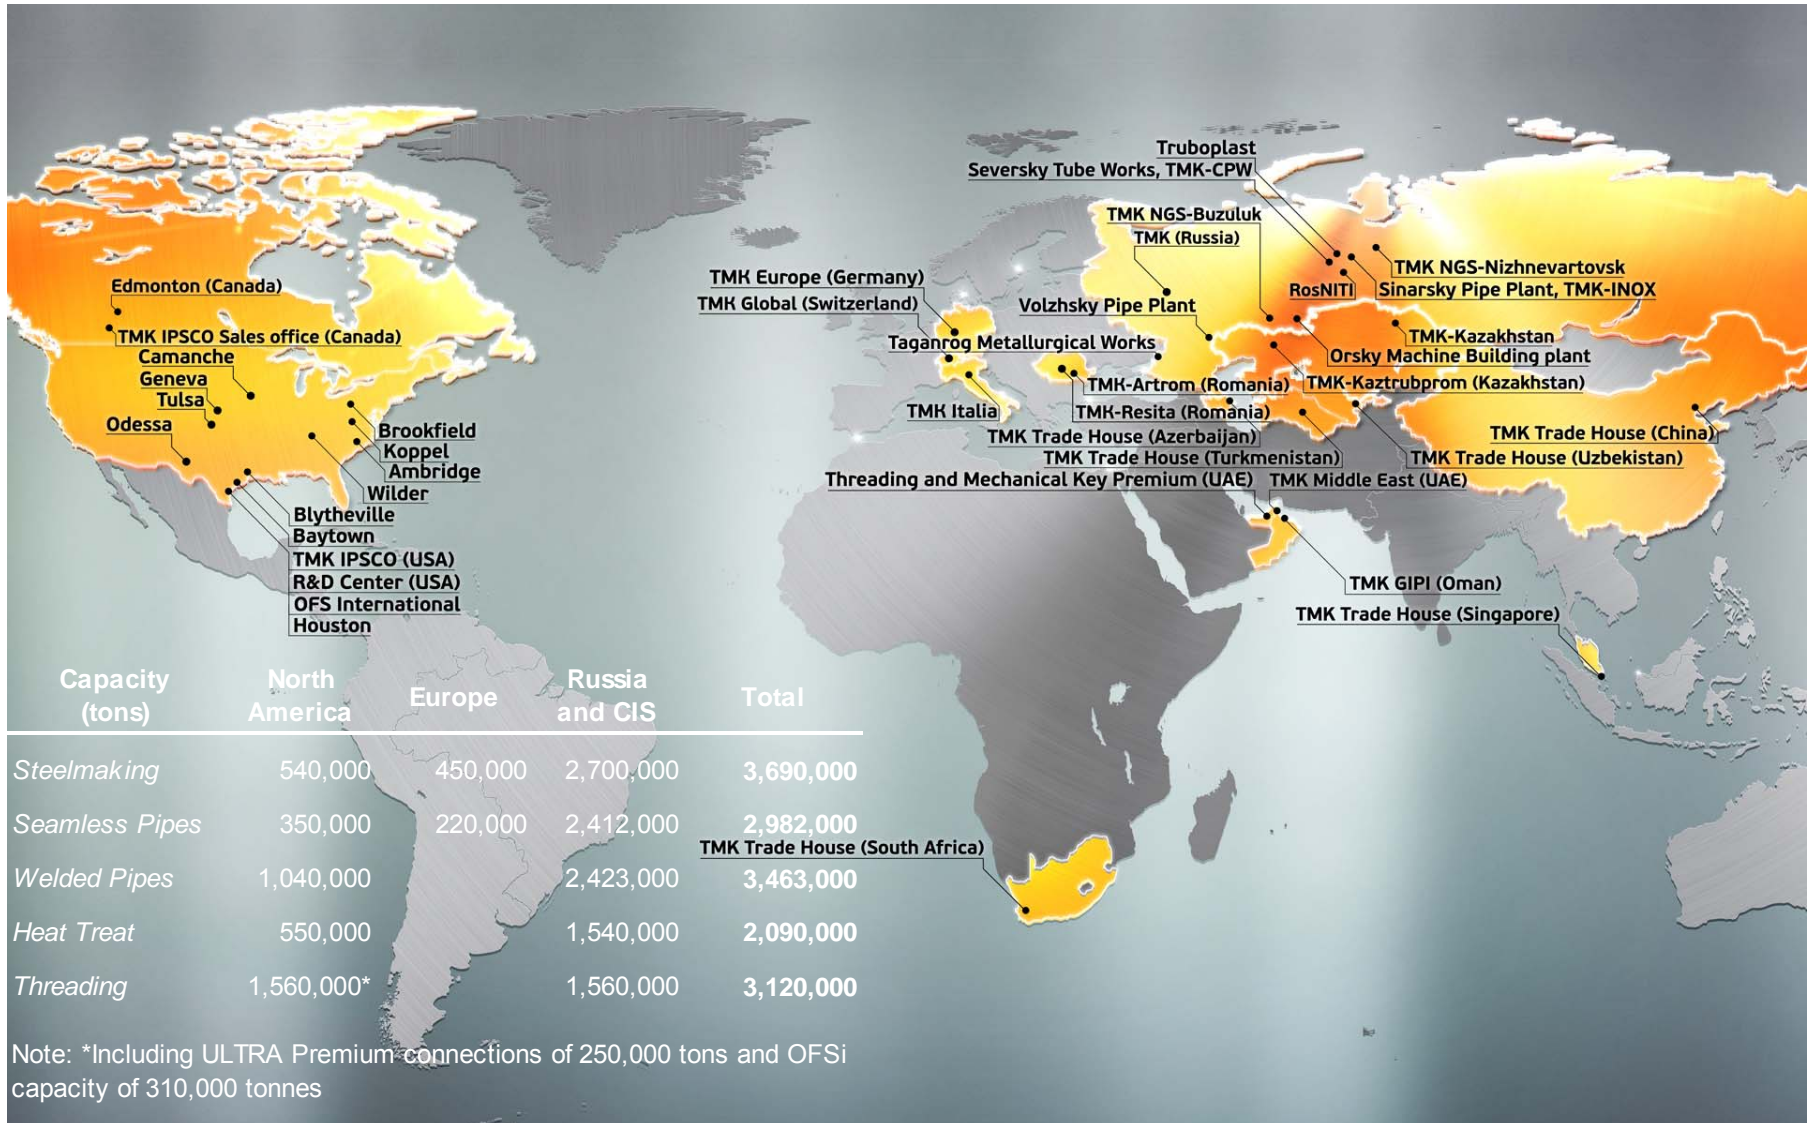 Truboplast
Seversky Tube Works, TMK-CPW
TMK NGS-Buzuluk
TMK (Russia)
TMK Europe (Germany)
TMK Global (Switzerland)
Volzhsky Pipe Plant
Taganrog Metallurgical Works
TMK Italia
RosNITI
TMK NGS-Nizhnevartovsk
Sinarsky Pipe Plant, TMK-INOX
TMK-Kazakhstan
Orsky Machine Building plant
TMK-Artrom (Romania)
TMK-Kaztrubprom (Kazakhstan)
TMK-Resita (Romania)
TMK Trade House (Azerbaijan)
TMK Trade House (China)
TMK Trade House (Turkmenistan)
TMK Trade House (Uzbekistan)
Threading and Mechanical Key Premium (UAE)
TMK Middle East (UAE)
TMK GIPI (Oman)
TMK Trade House (Singapore)
TMK Trade House (South Africa)
Edmonton (Canada)
TMK IPSCO Sales office (Canada)
Camanche
Geneva
Tulsa
Odessa
Brookfield
Koppel
Ambridge
Wilder
Blytheville
Baytown
TMK IPSCO (USA)
R&D Center (USA)
OFS International
Houston
Capacity (tons) North America Europe Russia and CIS Total
Steelmaking 540,000 450,000 2,700,000 3,690,000
Seamless Pipes 350,000 220,000 2,412,000 2,982,000
Welded Pipes 1,040,000 2,423,000 3,463,000
Heat Treat 550,000 1,540,000 2,090,000
Threading 1,560,000* 1,560,000 3,120,000
Note: *Including ULTRA Premium connections of 250,000 tons and OFSi
capacity of 310,000 tonnes